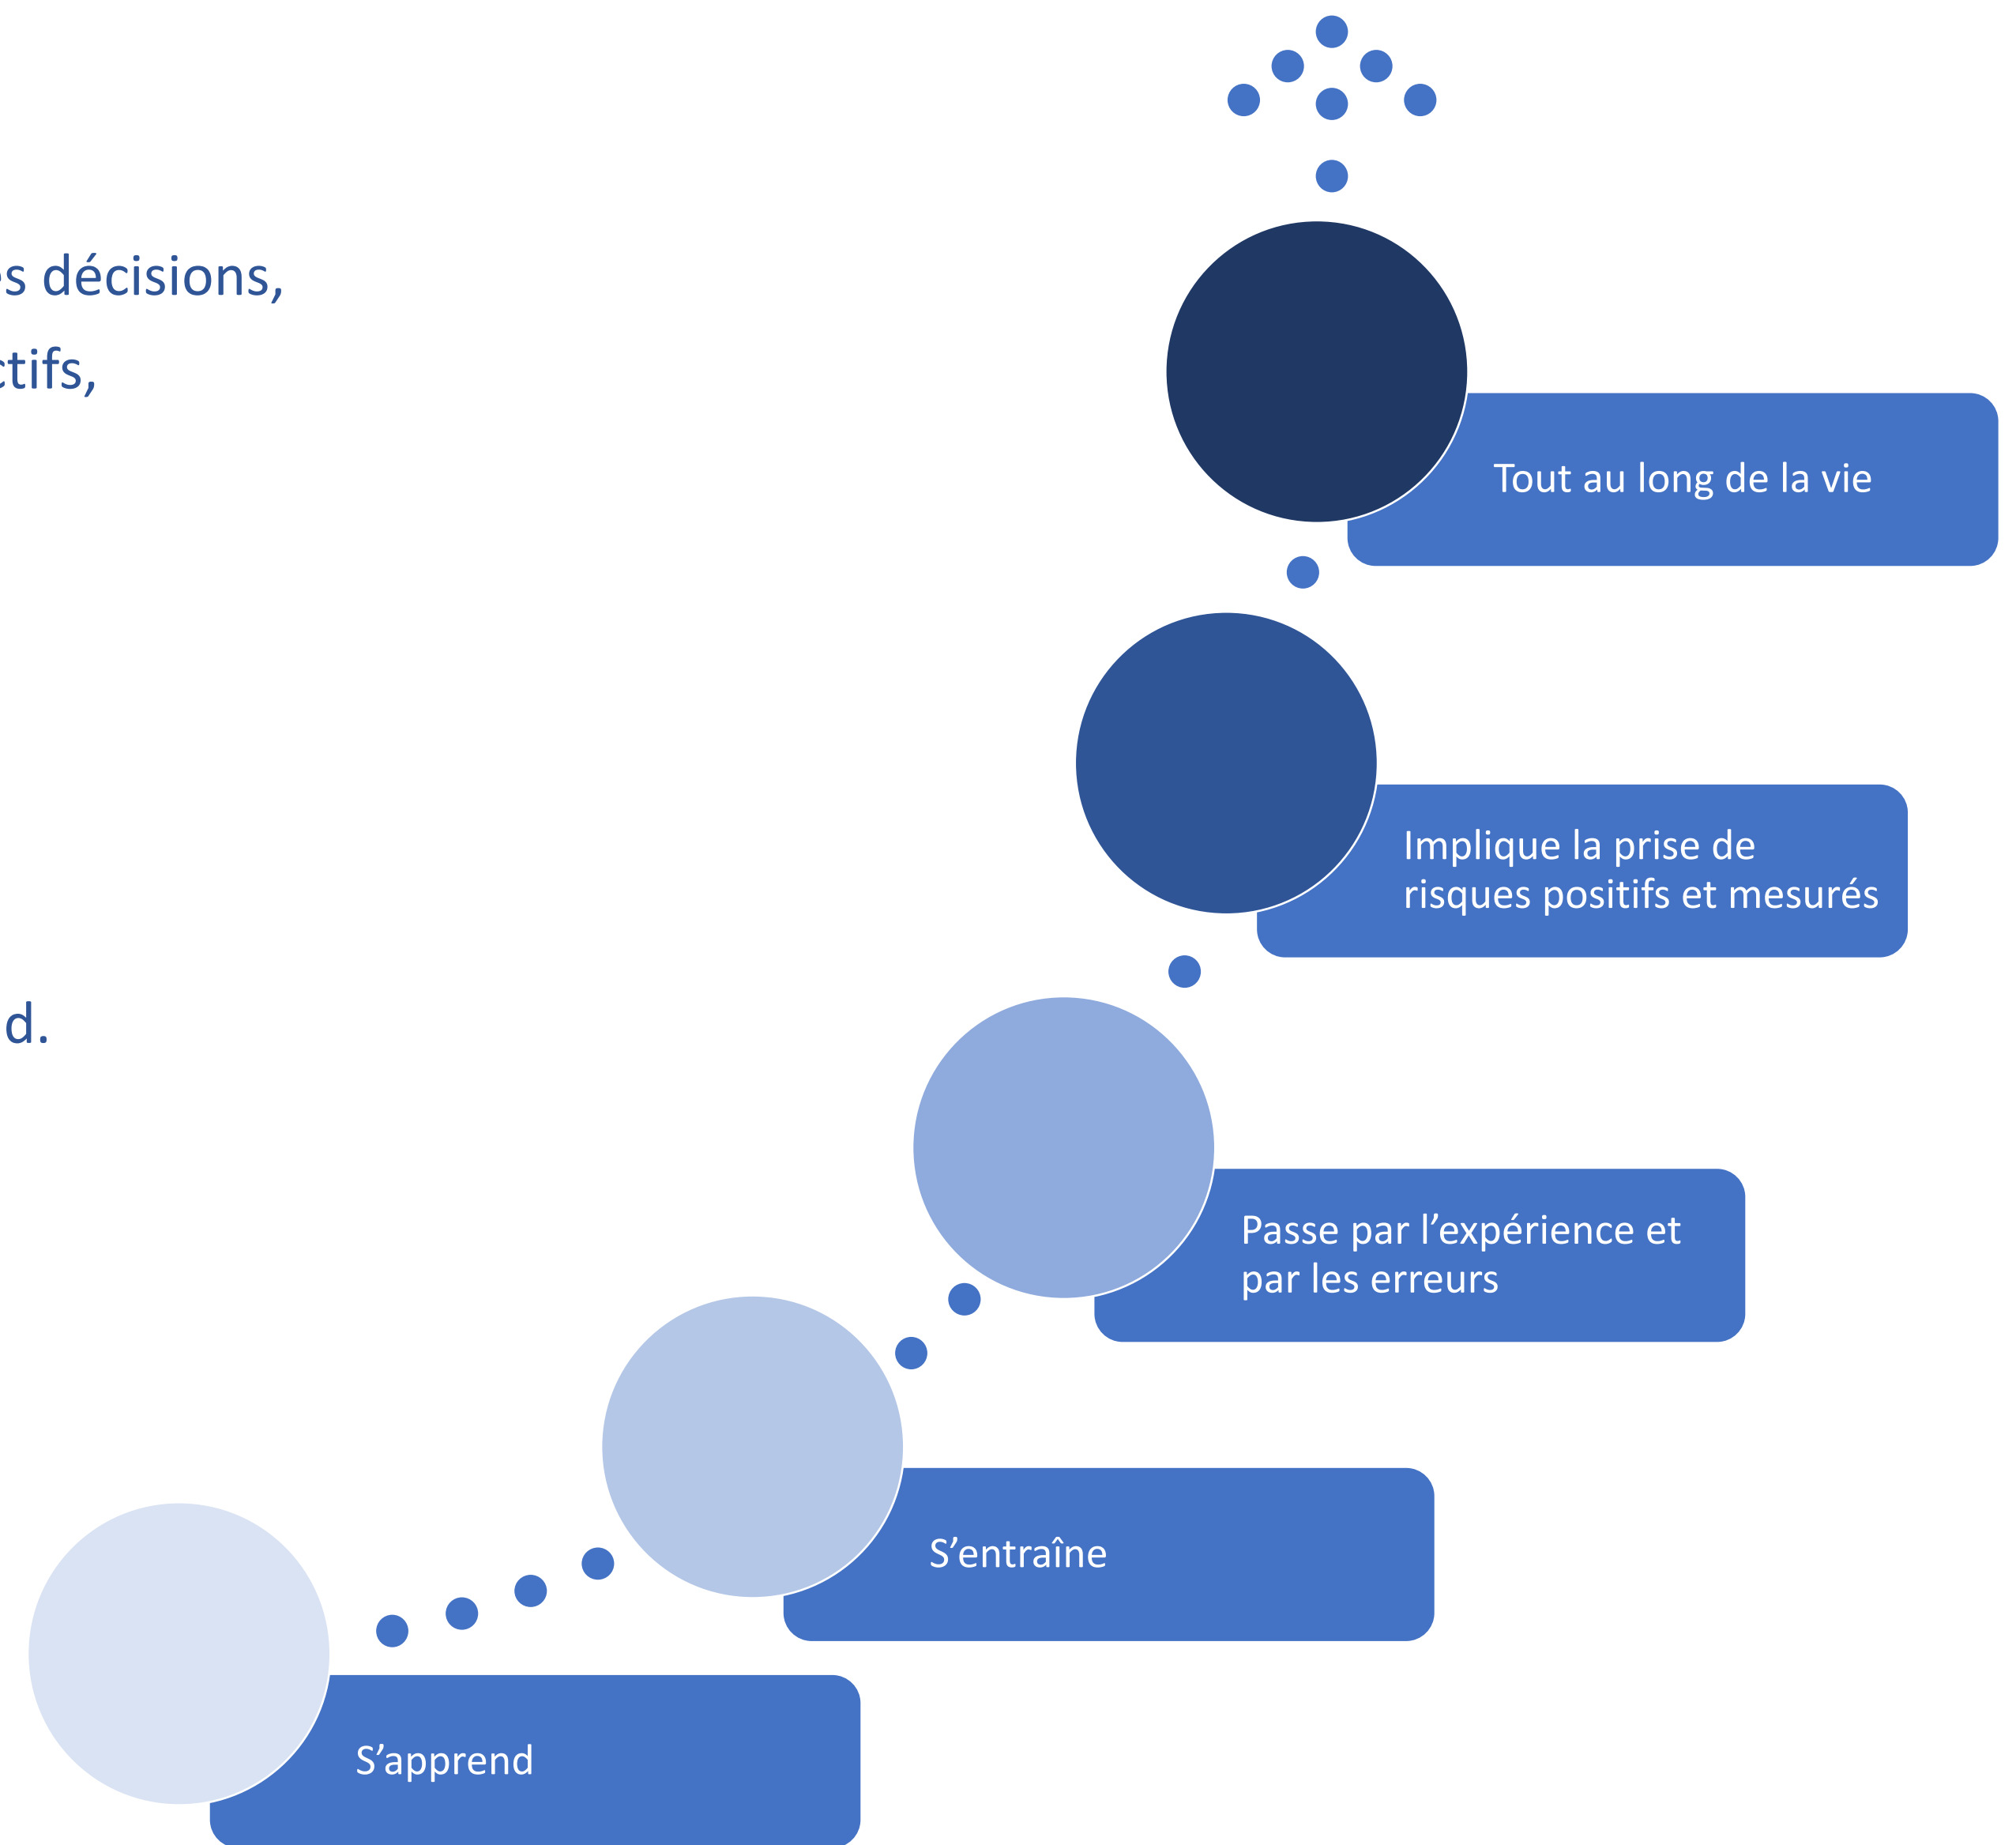 décisions,
Tout au long de la vie
Implique la prise de
risques positifs et mesurés
Passe par l’expérience et
par les erreurs
S’entraîne
S’apprend